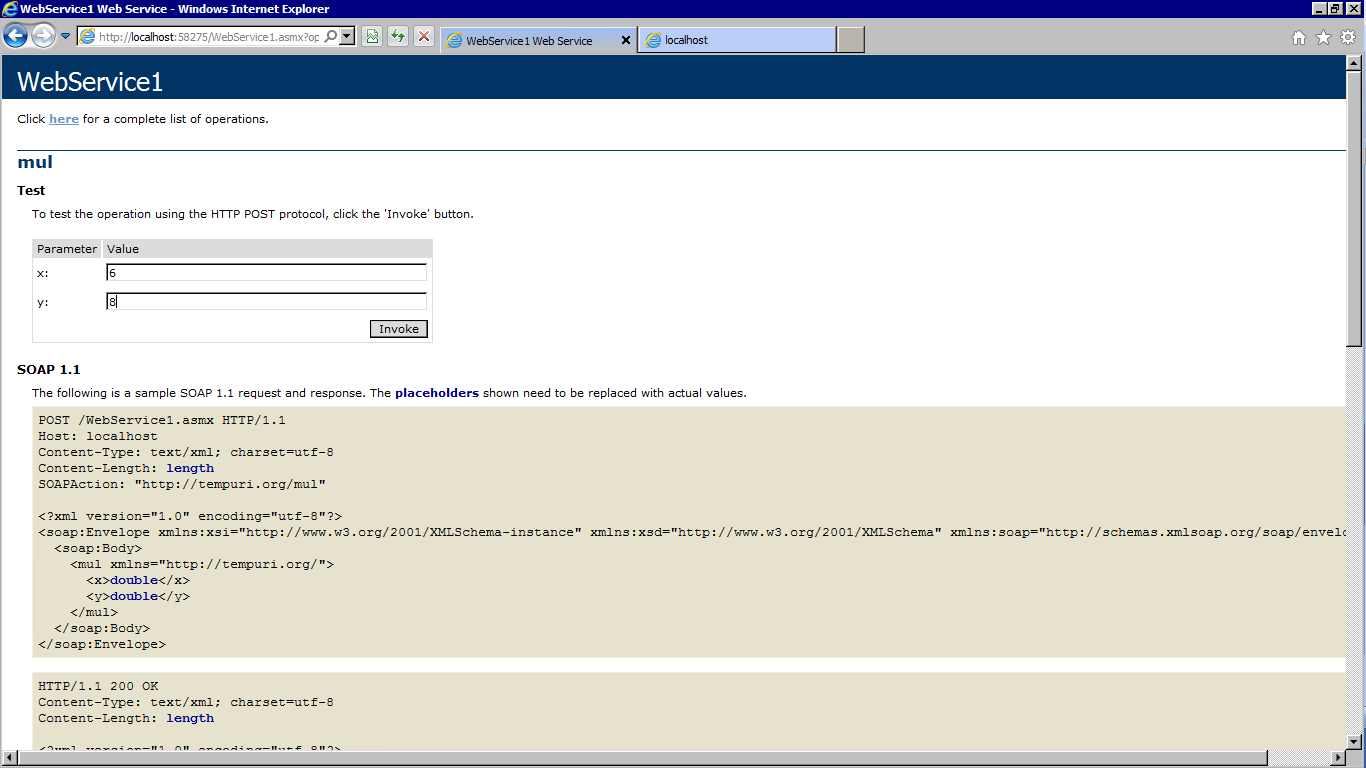 WebService1 Web Service - Windows Internet Explorer
http://localhost:58275/WebService1.asmx?op
WebService1 Web Service
localhost
WebService1
Click here for a complete list of operations.
mul
Test
To test the operation using the HTTP POST protocol, click the 'Invoke' button.
Parameter Value
x: 6
y: 8
Invoke
SOAP 1.1
The following is a sample SOAP 1.1 request and response. The placeholders shown need to be replaced with actual values.
POST /WebService1.asmx HTTP/1.1
Host: localhost
Content-Type: text/xml; charset=utf-8
Content-Length: length
SOAPAction: "http://tempuri.org/mul"
<?xml version="1.0" encoding="utf-8"?>
<soap:Envelope xmlns:xsi="http://www.w3.org/2001/XMLSchema-instance" xmlns:xsd="http://www.w3.org/2001/XMLSchema" xmlns:soap="http://schemas.xmlsoap.org/soap/envelo
<soap:Body>
<mul xmlns="http://tempuri.org/">
<x>double</x>
<y>double</y>
</mul>
</soap:Body>
</soap:Envelope>
HTTP/1.1 200 OK
Content-Type: text/xml; charset=utf-8
Content-Length: length
<?xml version="1.0" encoding="utf-8"?>